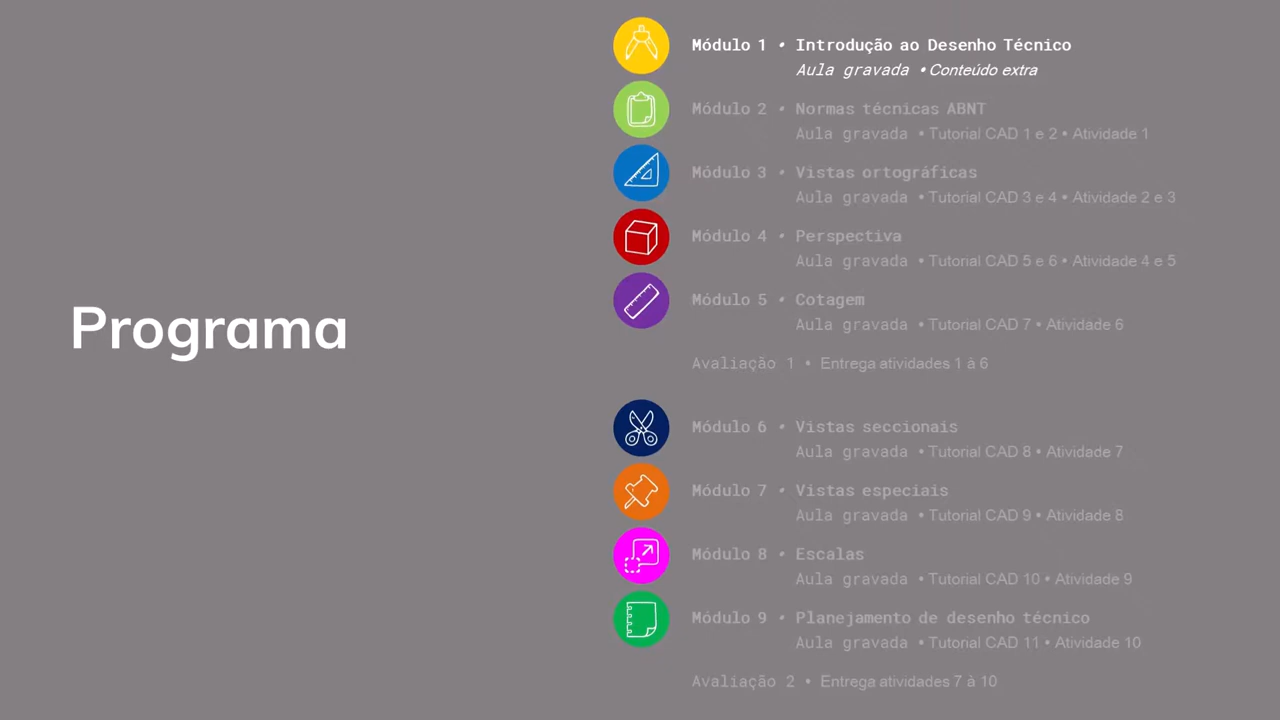 Programa
Módulo 1 • Introdução ao Desenho Técnico
Aula gravada • Conteúdo extra
Módulo 2 • Normas técnicas ABNT
Aula gravada • Tutorial CAD 1 e 2 • Atividade 1
Módulo 3 • Vistas ortográficas
Aula gravada • Tutorial CAD 3 e 4 • Atividade 2 e 3
Módulo 4 • Perspectiva
Aula gravada • Tutorial CAD 5 e 6 • Atividade 4 e 5
Módulo 5 • Cotagem
Aula gravada • Tutorial CAD 7 • Atividade 6
Avaliação 1 • Entrega atividades 1 à 6
Módulo 6 • Vistas seccionais
Aula gravada • Tutorial CAD 8 • Atividade 7
Módulo 7 • Vistas especiais
Aula gravada • Tutorial CAD 9 • Atividade 8
Módulo 8 • Escalas
Aula gravada • Tutorial CAD 10 • Atividade 9
Módulo 9 • Planejamento de desenho técnico
Aula gravada • Tutorial CAD 11 • Atividade 10
Avaliação 2 • Entrega atividades 7 à 10